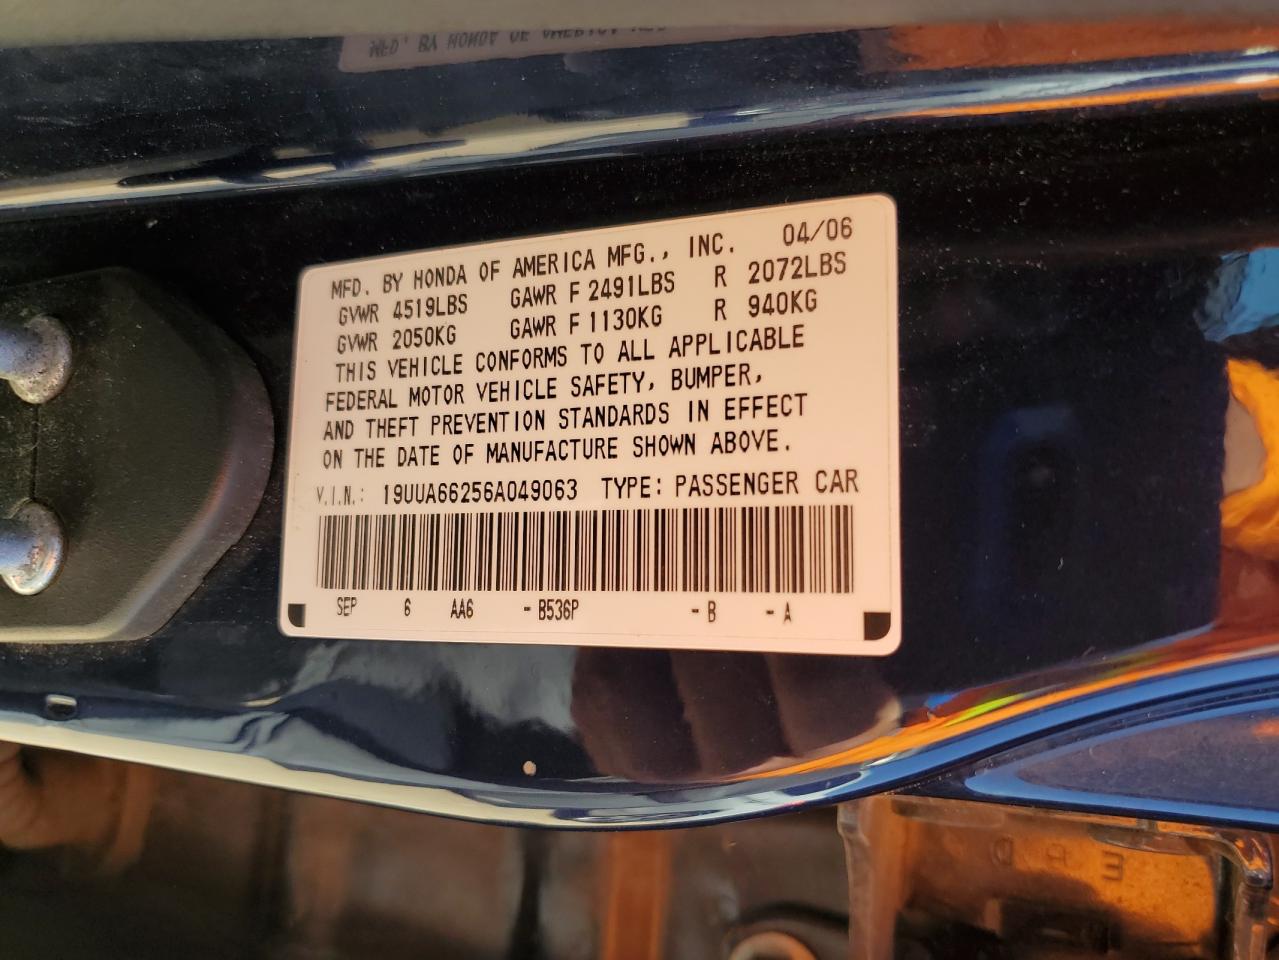 MFD. BY HONDA OF AMERICA MFG., INC. 04/06
GVWR 4519LBS GAWR F 2491LBS R 2072LBS
GVWR 2050KG GAWR F 1130KG R 940KG
THIS VEHICLE CONFORMS TO ALL APPLICABLE
FEDERAL MOTOR VEHICLE SAFETY, BUMPER,
AND THEFT PREVENTION STANDARDS IN EFFECT
ON THE DATE OF MANUFACTURE SHOWN ABOVE.
V.I.N.: 19UUA66256A049063 TYPE: PASSENGER CAR
SEP 6 AA6 - B536P - B - A